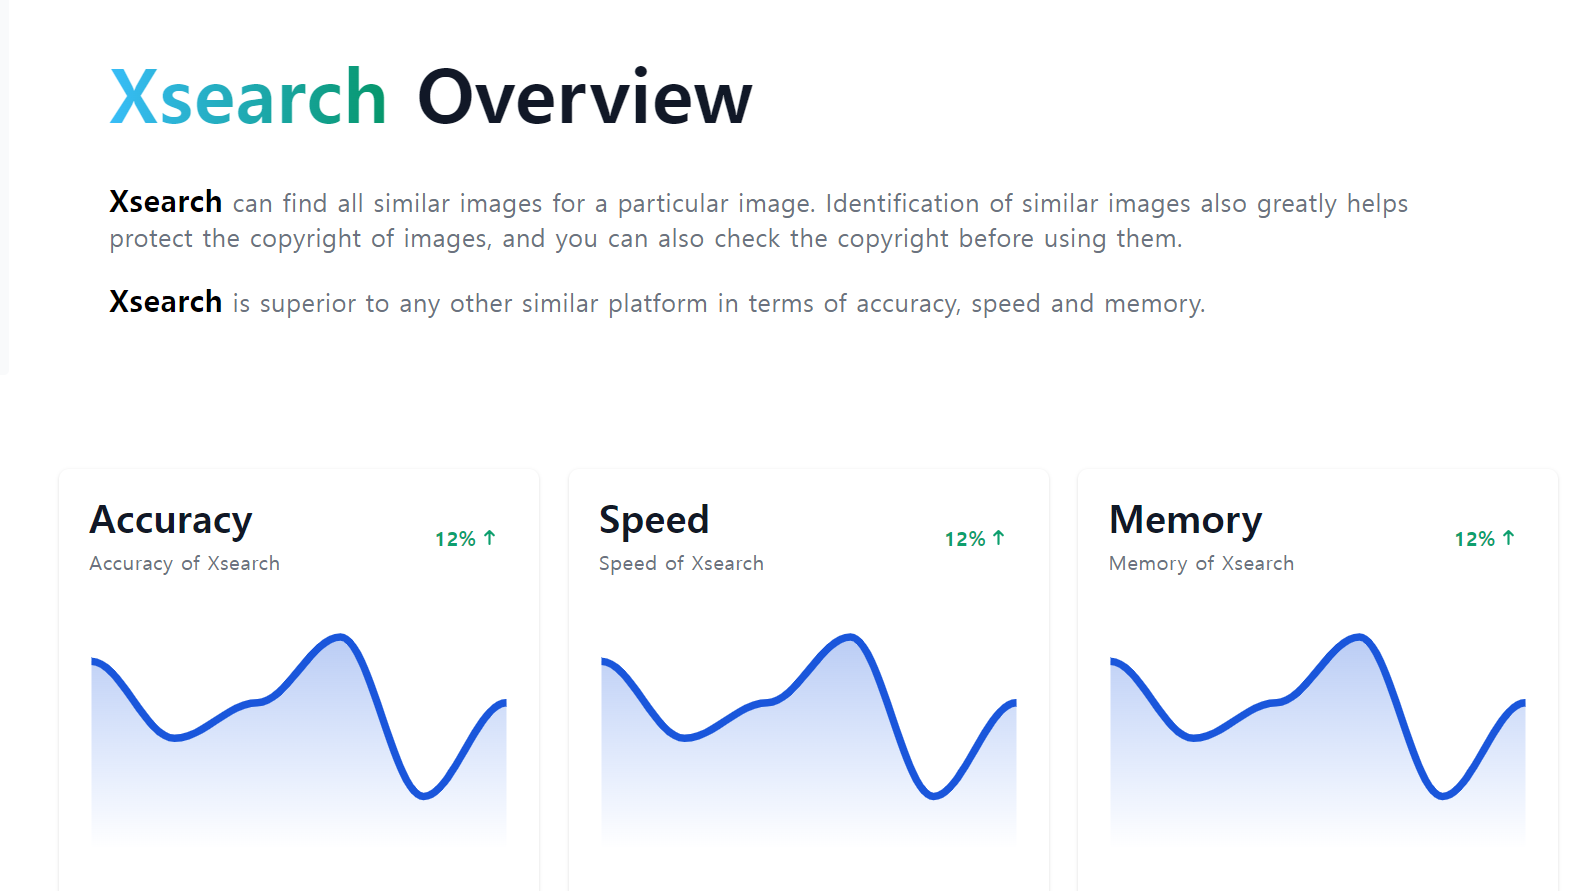 Xsearch Overview
Xsearch can find all similar images for a particular image. Identification of similar images also greatly helps
protect the copyright of images, and you can also check the copyright before using them.
Xsearch is superior to any other similar platform in terms of accuracy, speed and memory.
Accuracy
12% ↑
Accuracy of Xsearch
Speed
12% ↑
Speed of Xsearch
Memory
12% ↑
Memory of Xsearch